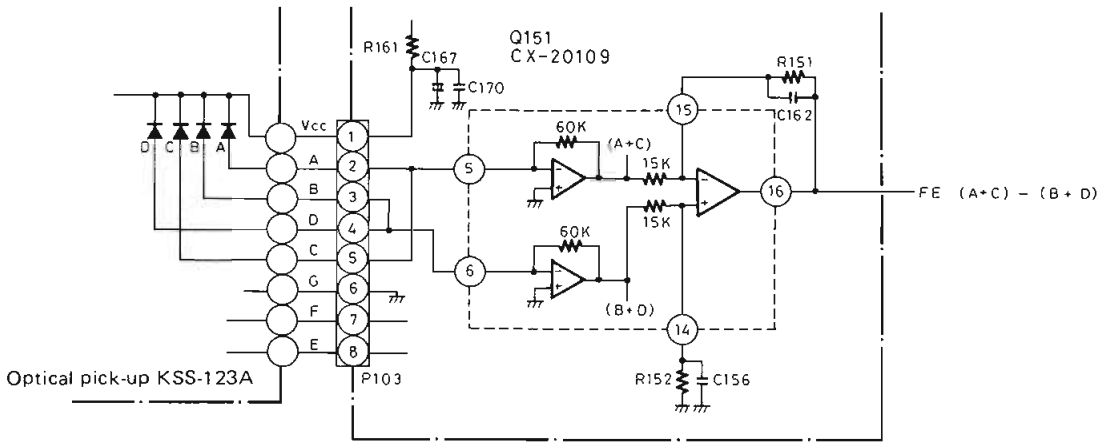 Q151
CX-20109
R161
C167
C170
R151
C162
D
C
B
A
Vcc
1
A
2
B
3
D
4
C
5
G
6
F
7
E
8
P103
5
6
60K
(A+C)
15K
15K
60K
(B+D)
15
16
14
R152
C156
FE (A+C) − (B+D)
Optical pick-up KSS-123A